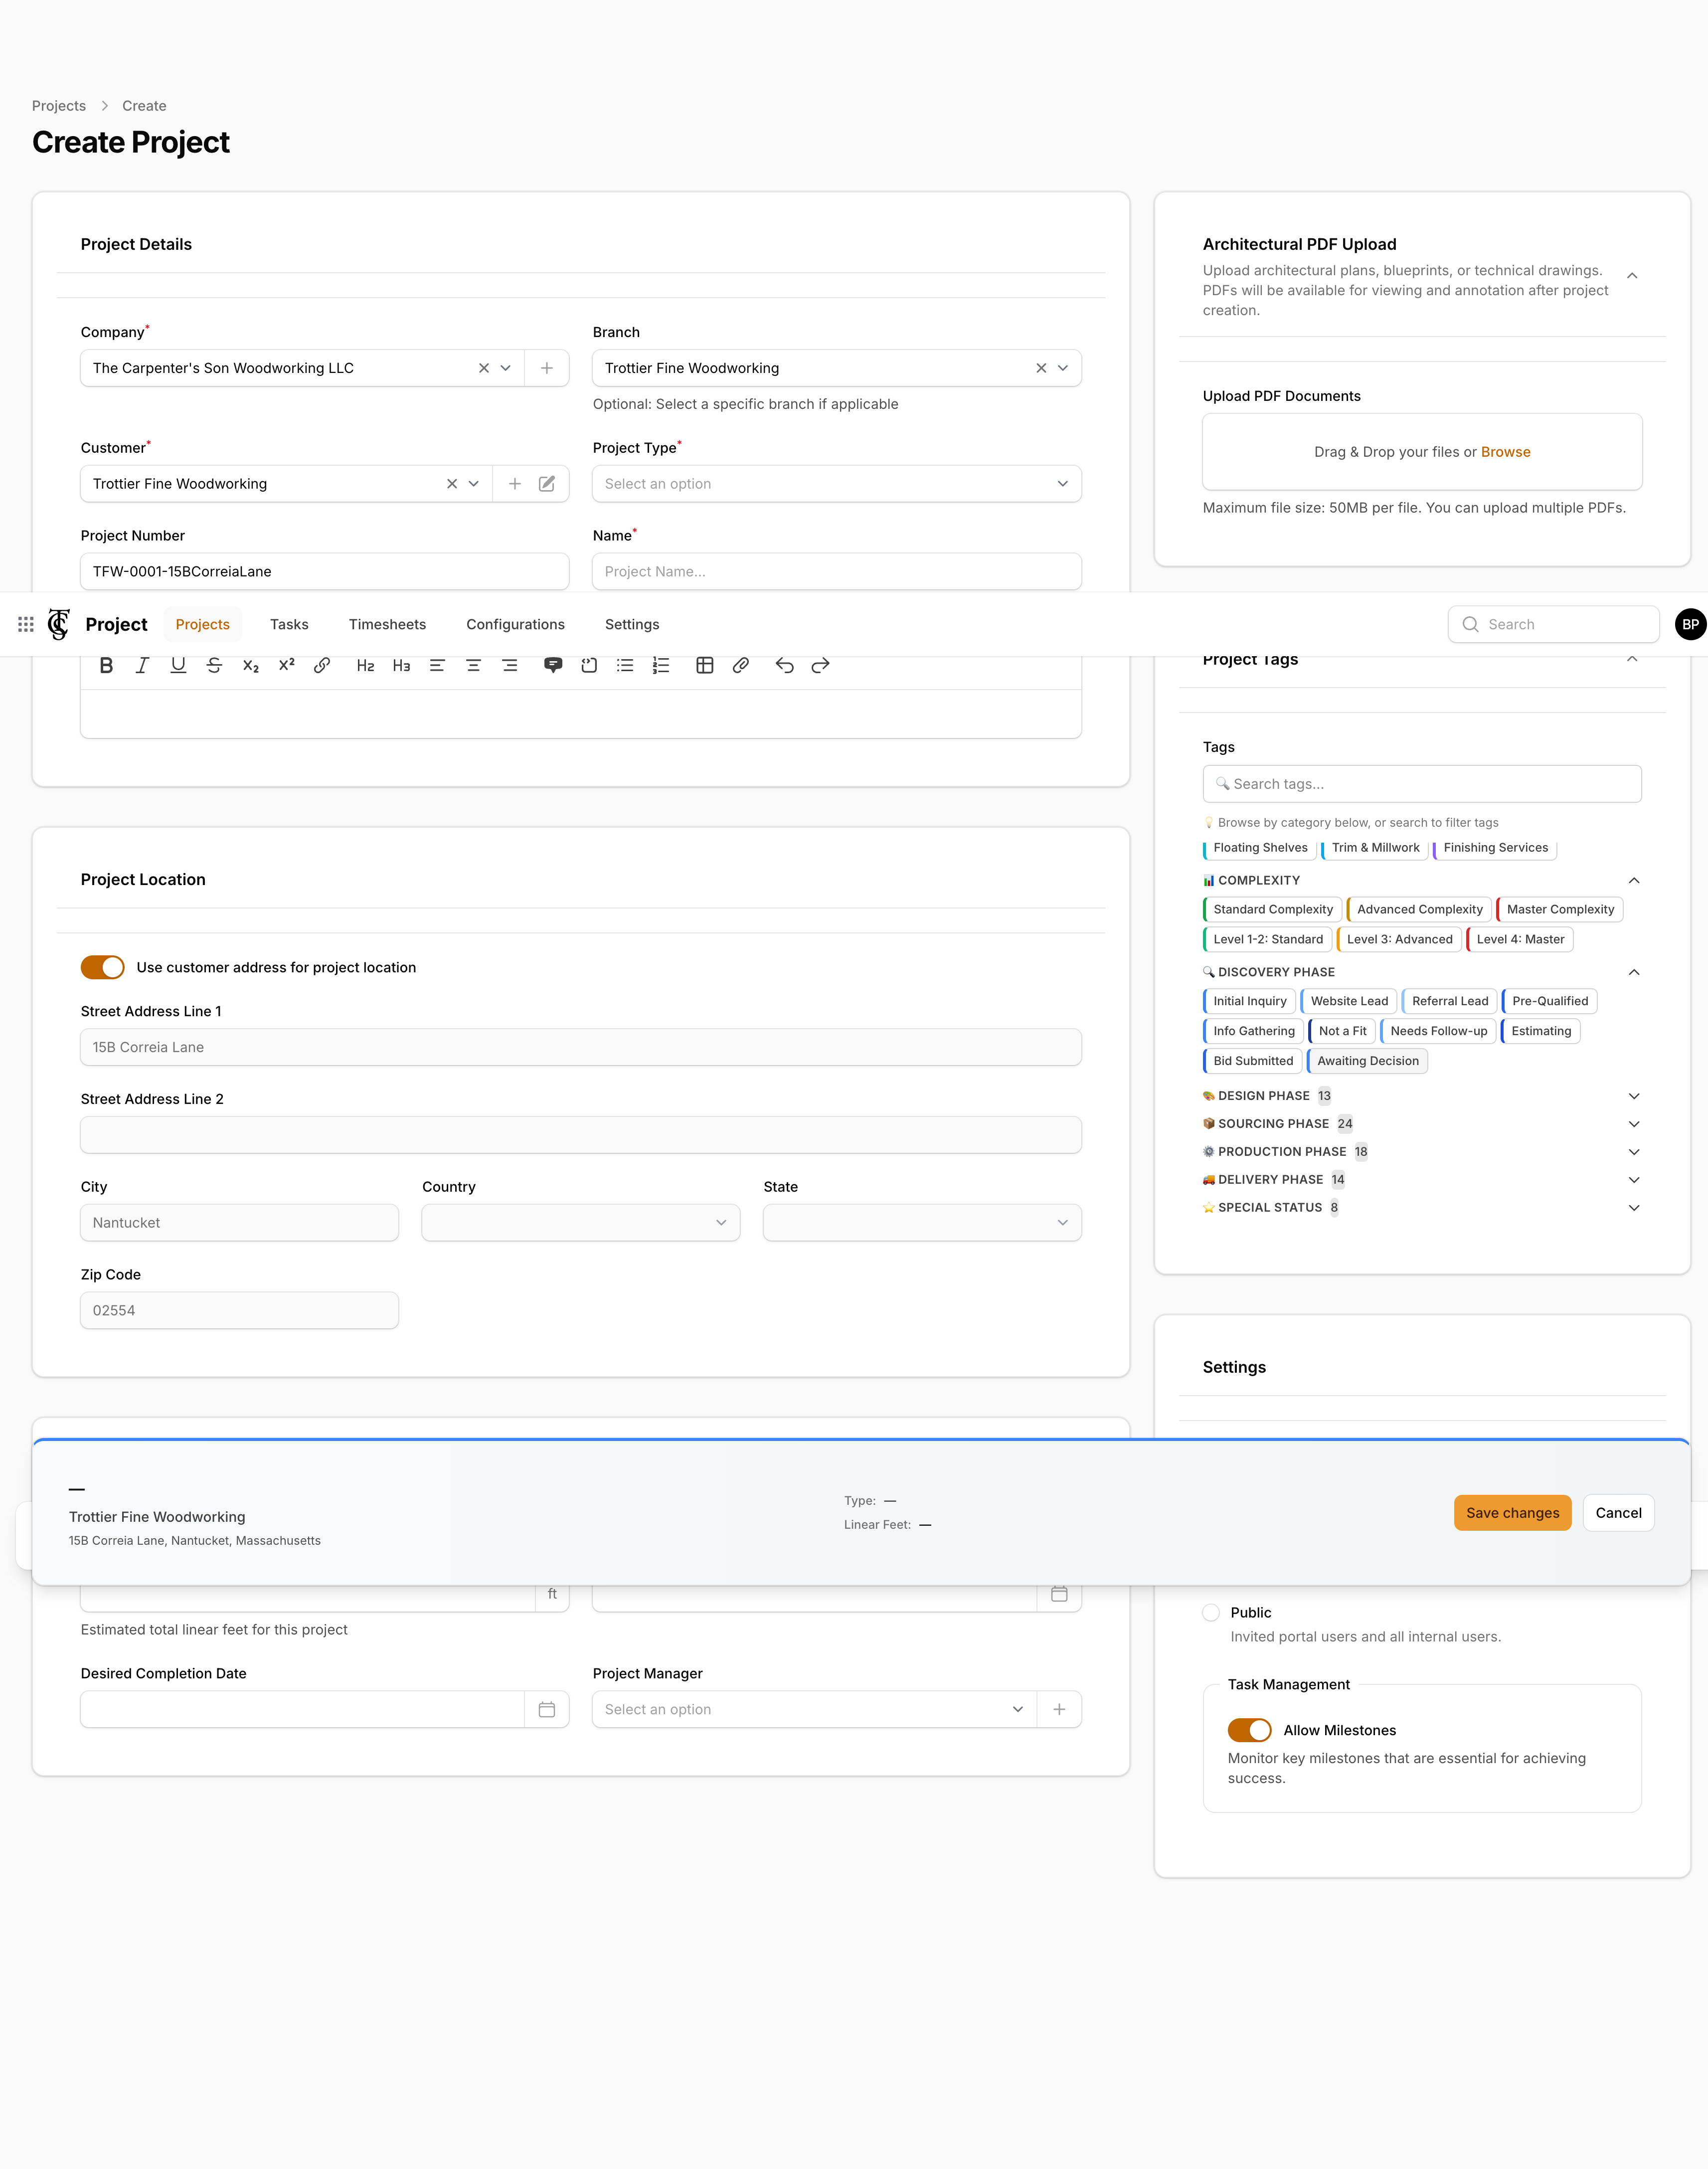 Projects > Create
Create Project
Project Details
Company*
The Carpenter's Son Woodworking LLC
Branch
Trottier Fine Woodworking
Optional: Select a specific branch if applicable
Customer*
Trottier Fine Woodworking
Project Type*
Select an option
Project Number
TFW-0001-15BCorreiaLane
Name*
Project Name...
Architectural PDF Upload
Upload architectural plans, blueprints, or technical drawings.
PDFs will be available for viewing and annotation after project
creation.
Upload PDF Documents
Drag & Drop your files or Browse
Maximum file size: 50MB per file. You can upload multiple PDFs.
Project
Projects
Tasks
Timesheets
Configurations
Settings
Search
BP
B I U S X₂ X² H2 H3
Project Tags
Tags
🔍 Search tags...
💡 Browse by category below, or search to filter tags
Floating Shelves
Trim & Millwork
Finishing Services
📊 COMPLEXITY
Standard Complexity
Advanced Complexity
Master Complexity
Level 1-2: Standard
Level 3: Advanced
Level 4: Master
🔍 DISCOVERY PHASE
Initial Inquiry
Website Lead
Referral Lead
Pre-Qualified
Info Gathering
Not a Fit
Needs Follow-up
Estimating
Bid Submitted
Awaiting Decision
🎨 DESIGN PHASE 13
📦 SOURCING PHASE 24
⚙️ PRODUCTION PHASE 18
🚚 DELIVERY PHASE 14
⭐ SPECIAL STATUS 8
Project Location
Use customer address for project location
Street Address Line 1
15B Correia Lane
Street Address Line 2
City
Nantucket
Country
State
Zip Code
02554
Settings
—
Trottier Fine Woodworking
15B Correia Lane, Nantucket, Massachusetts
Type: —
Linear Feet: —
Save changes
Cancel
ft
Estimated total linear feet for this project
Desired Completion Date
Project Manager
Select an option
Public
Invited portal users and all internal users.
Task Management
Allow Milestones
Monitor key milestones that are essential for achieving
success.